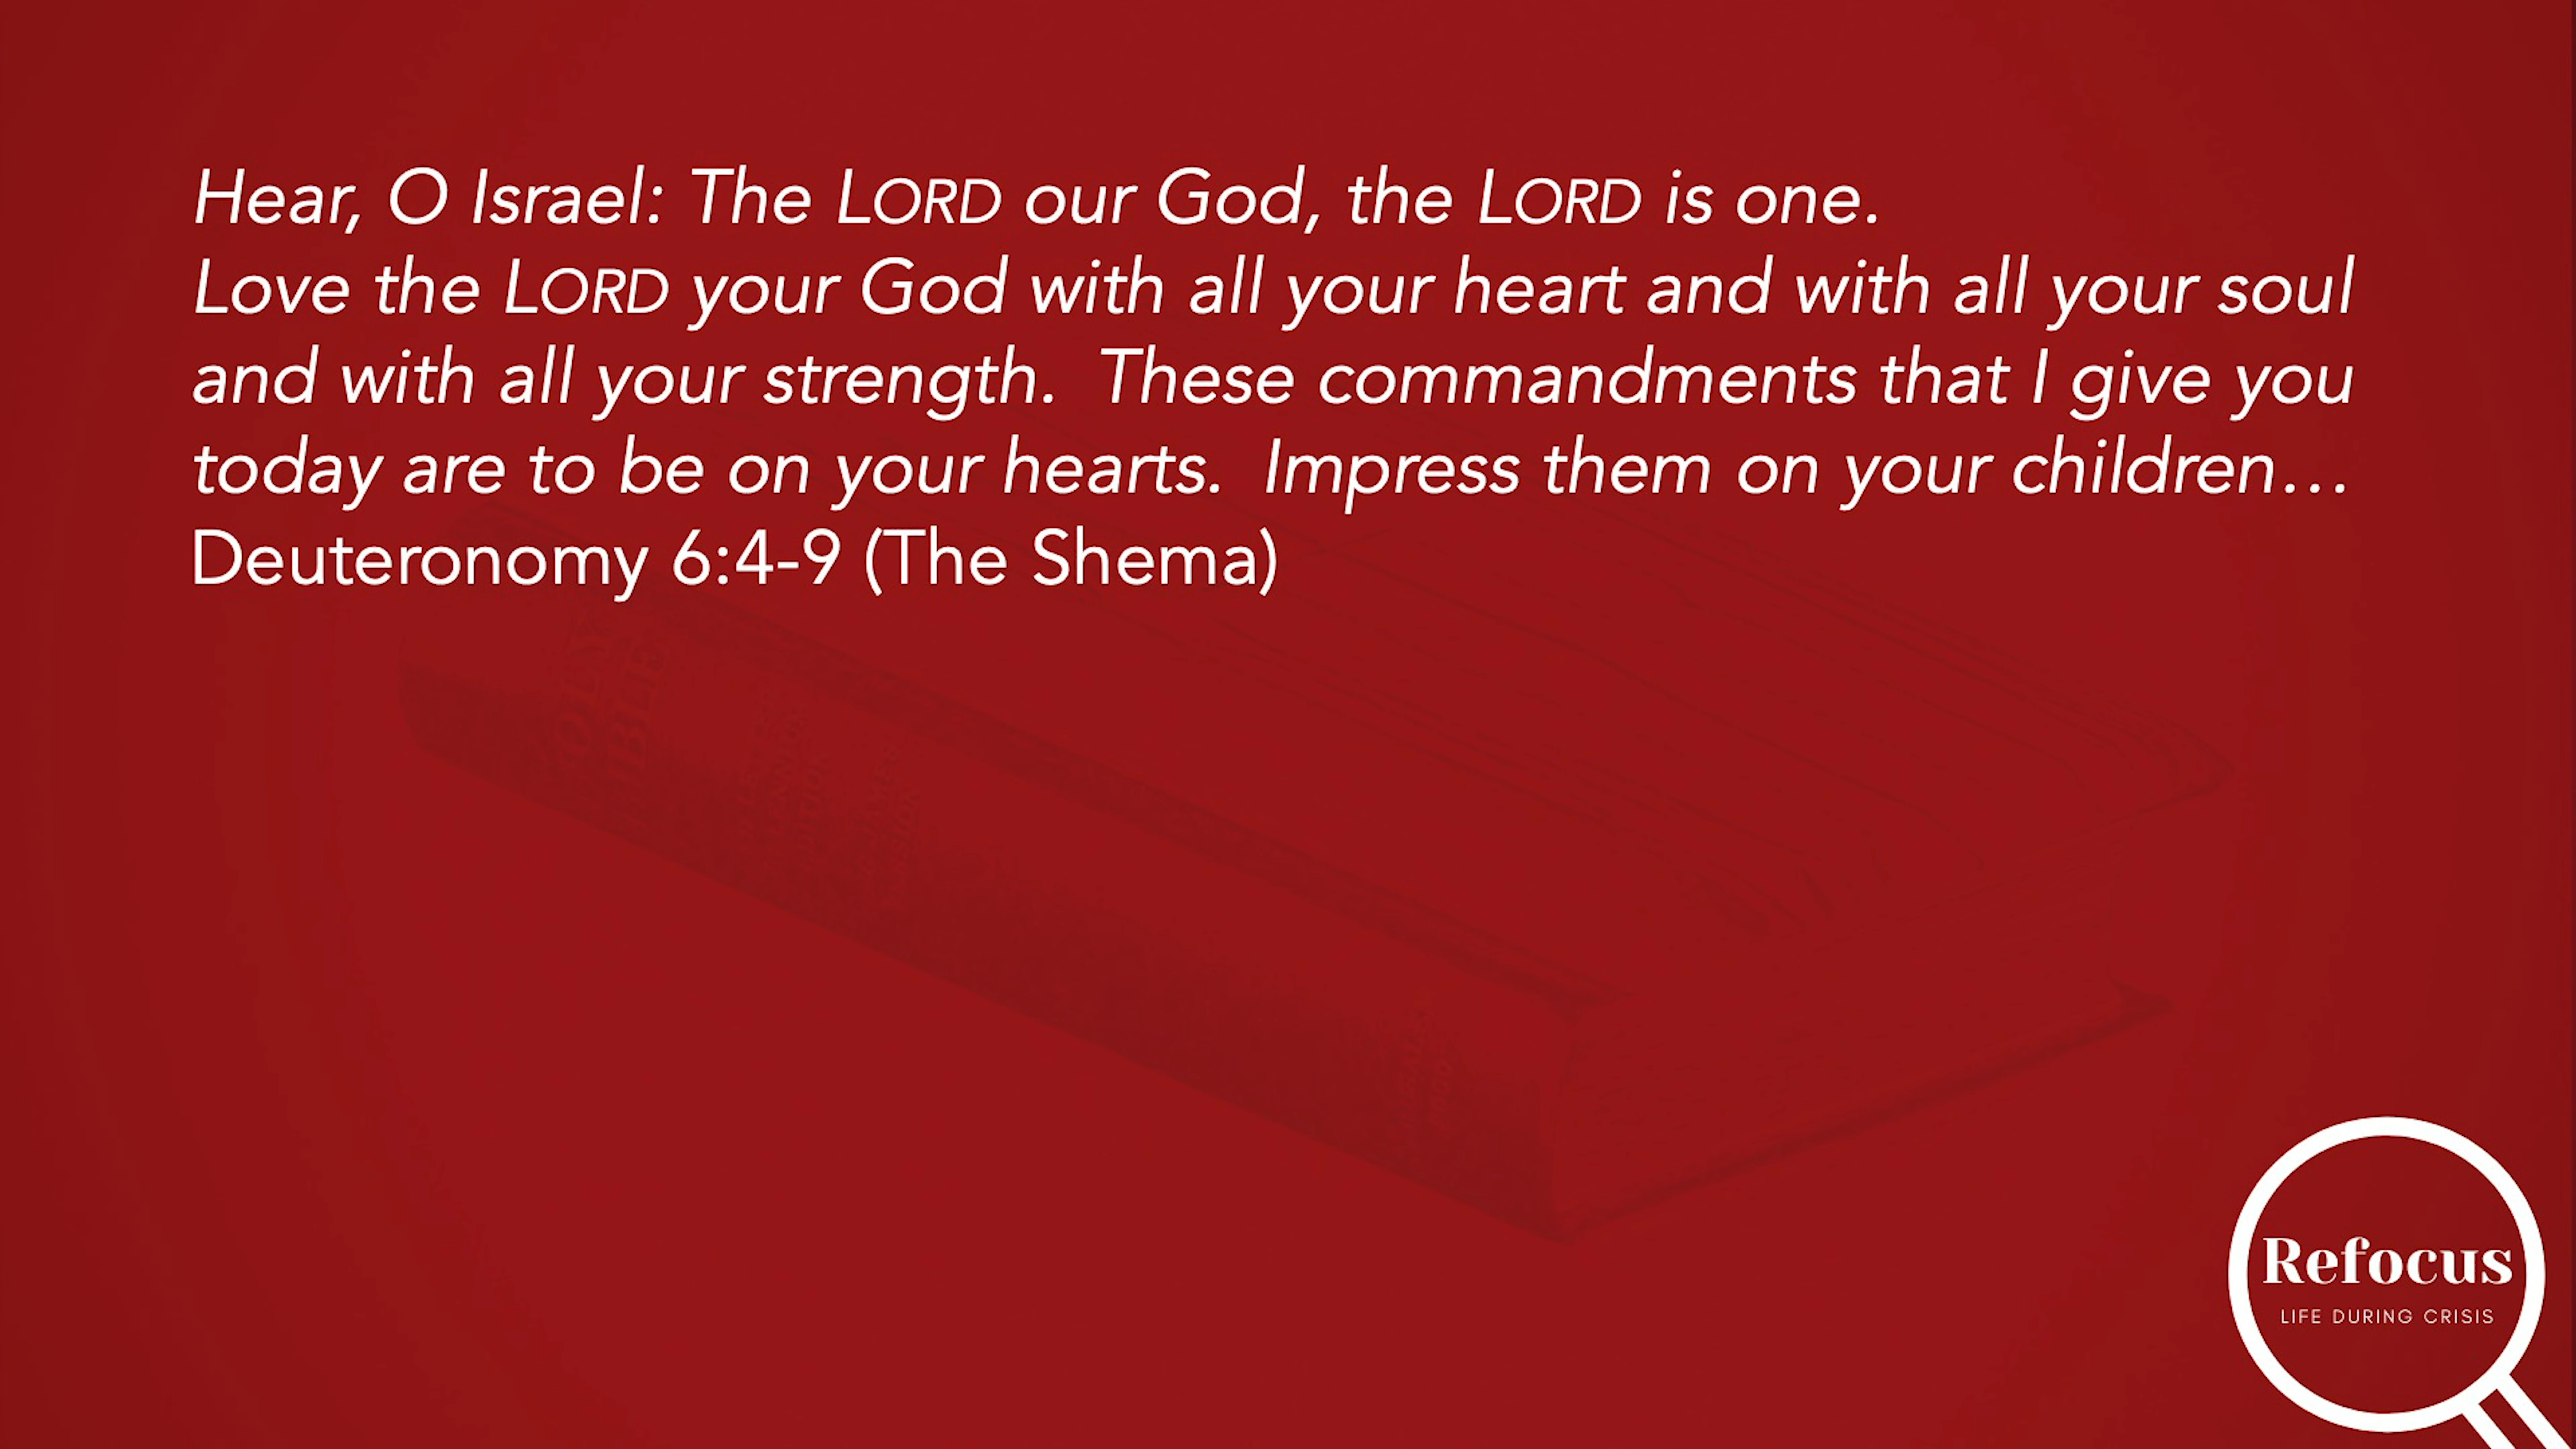 Hear, O Israel: The LORD our God, the LORD is one.
Love the LORD your God with all your heart and with all your soul
and with all your strength.  These commandments that I give you
today are to be on your hearts.  Impress them on your children…
Deuteronomy 6:4-9 (The Shema)
HOLY
BIBLE
Refocus
LIFE DURING CRISIS